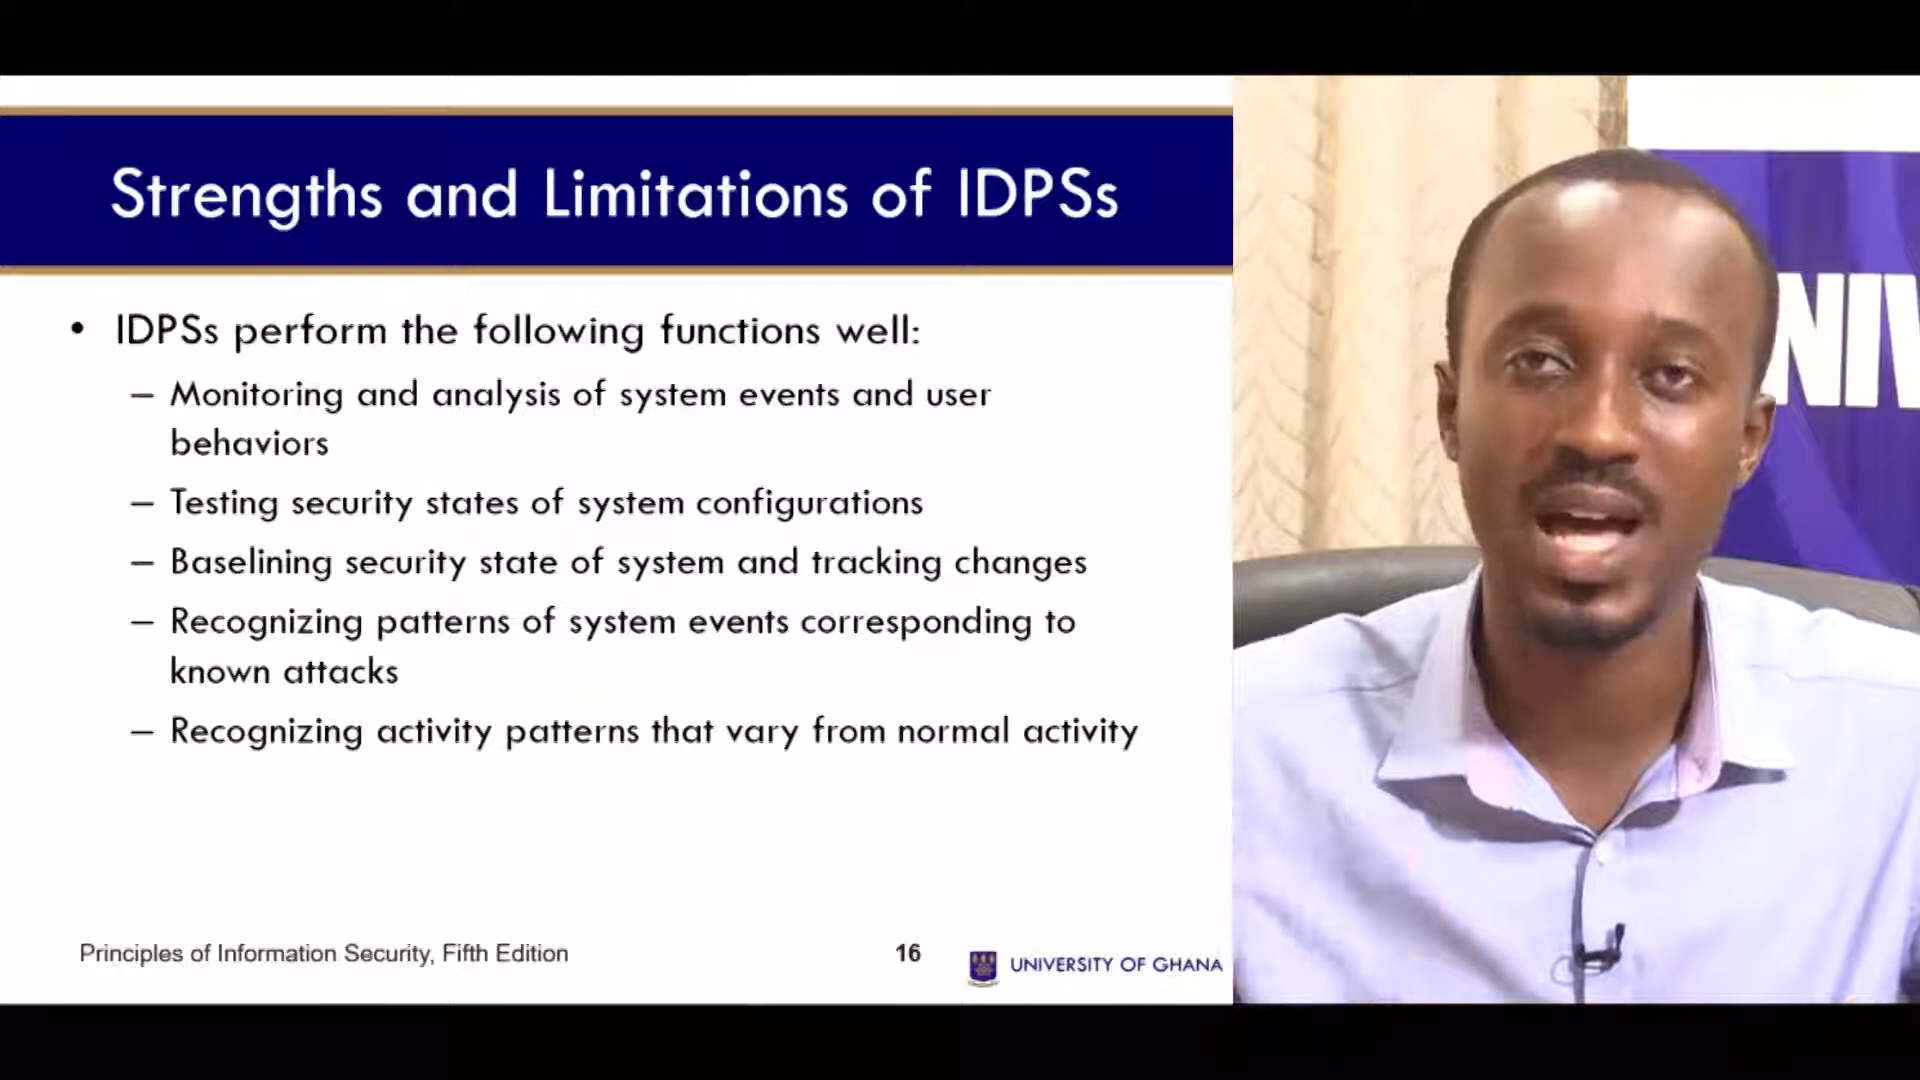 Strengths and Limitations of IDPSs
• IDPSs perform the following functions well:
– Monitoring and analysis of system events and user
behaviors
– Testing security states of system configurations
– Baselining security state of system and tracking changes
– Recognizing patterns of system events corresponding to
known attacks
– Recognizing activity patterns that vary from normal activity
Principles of Information Security, Fifth Edition
16
UNIVERSITY OF GHANA
NIV